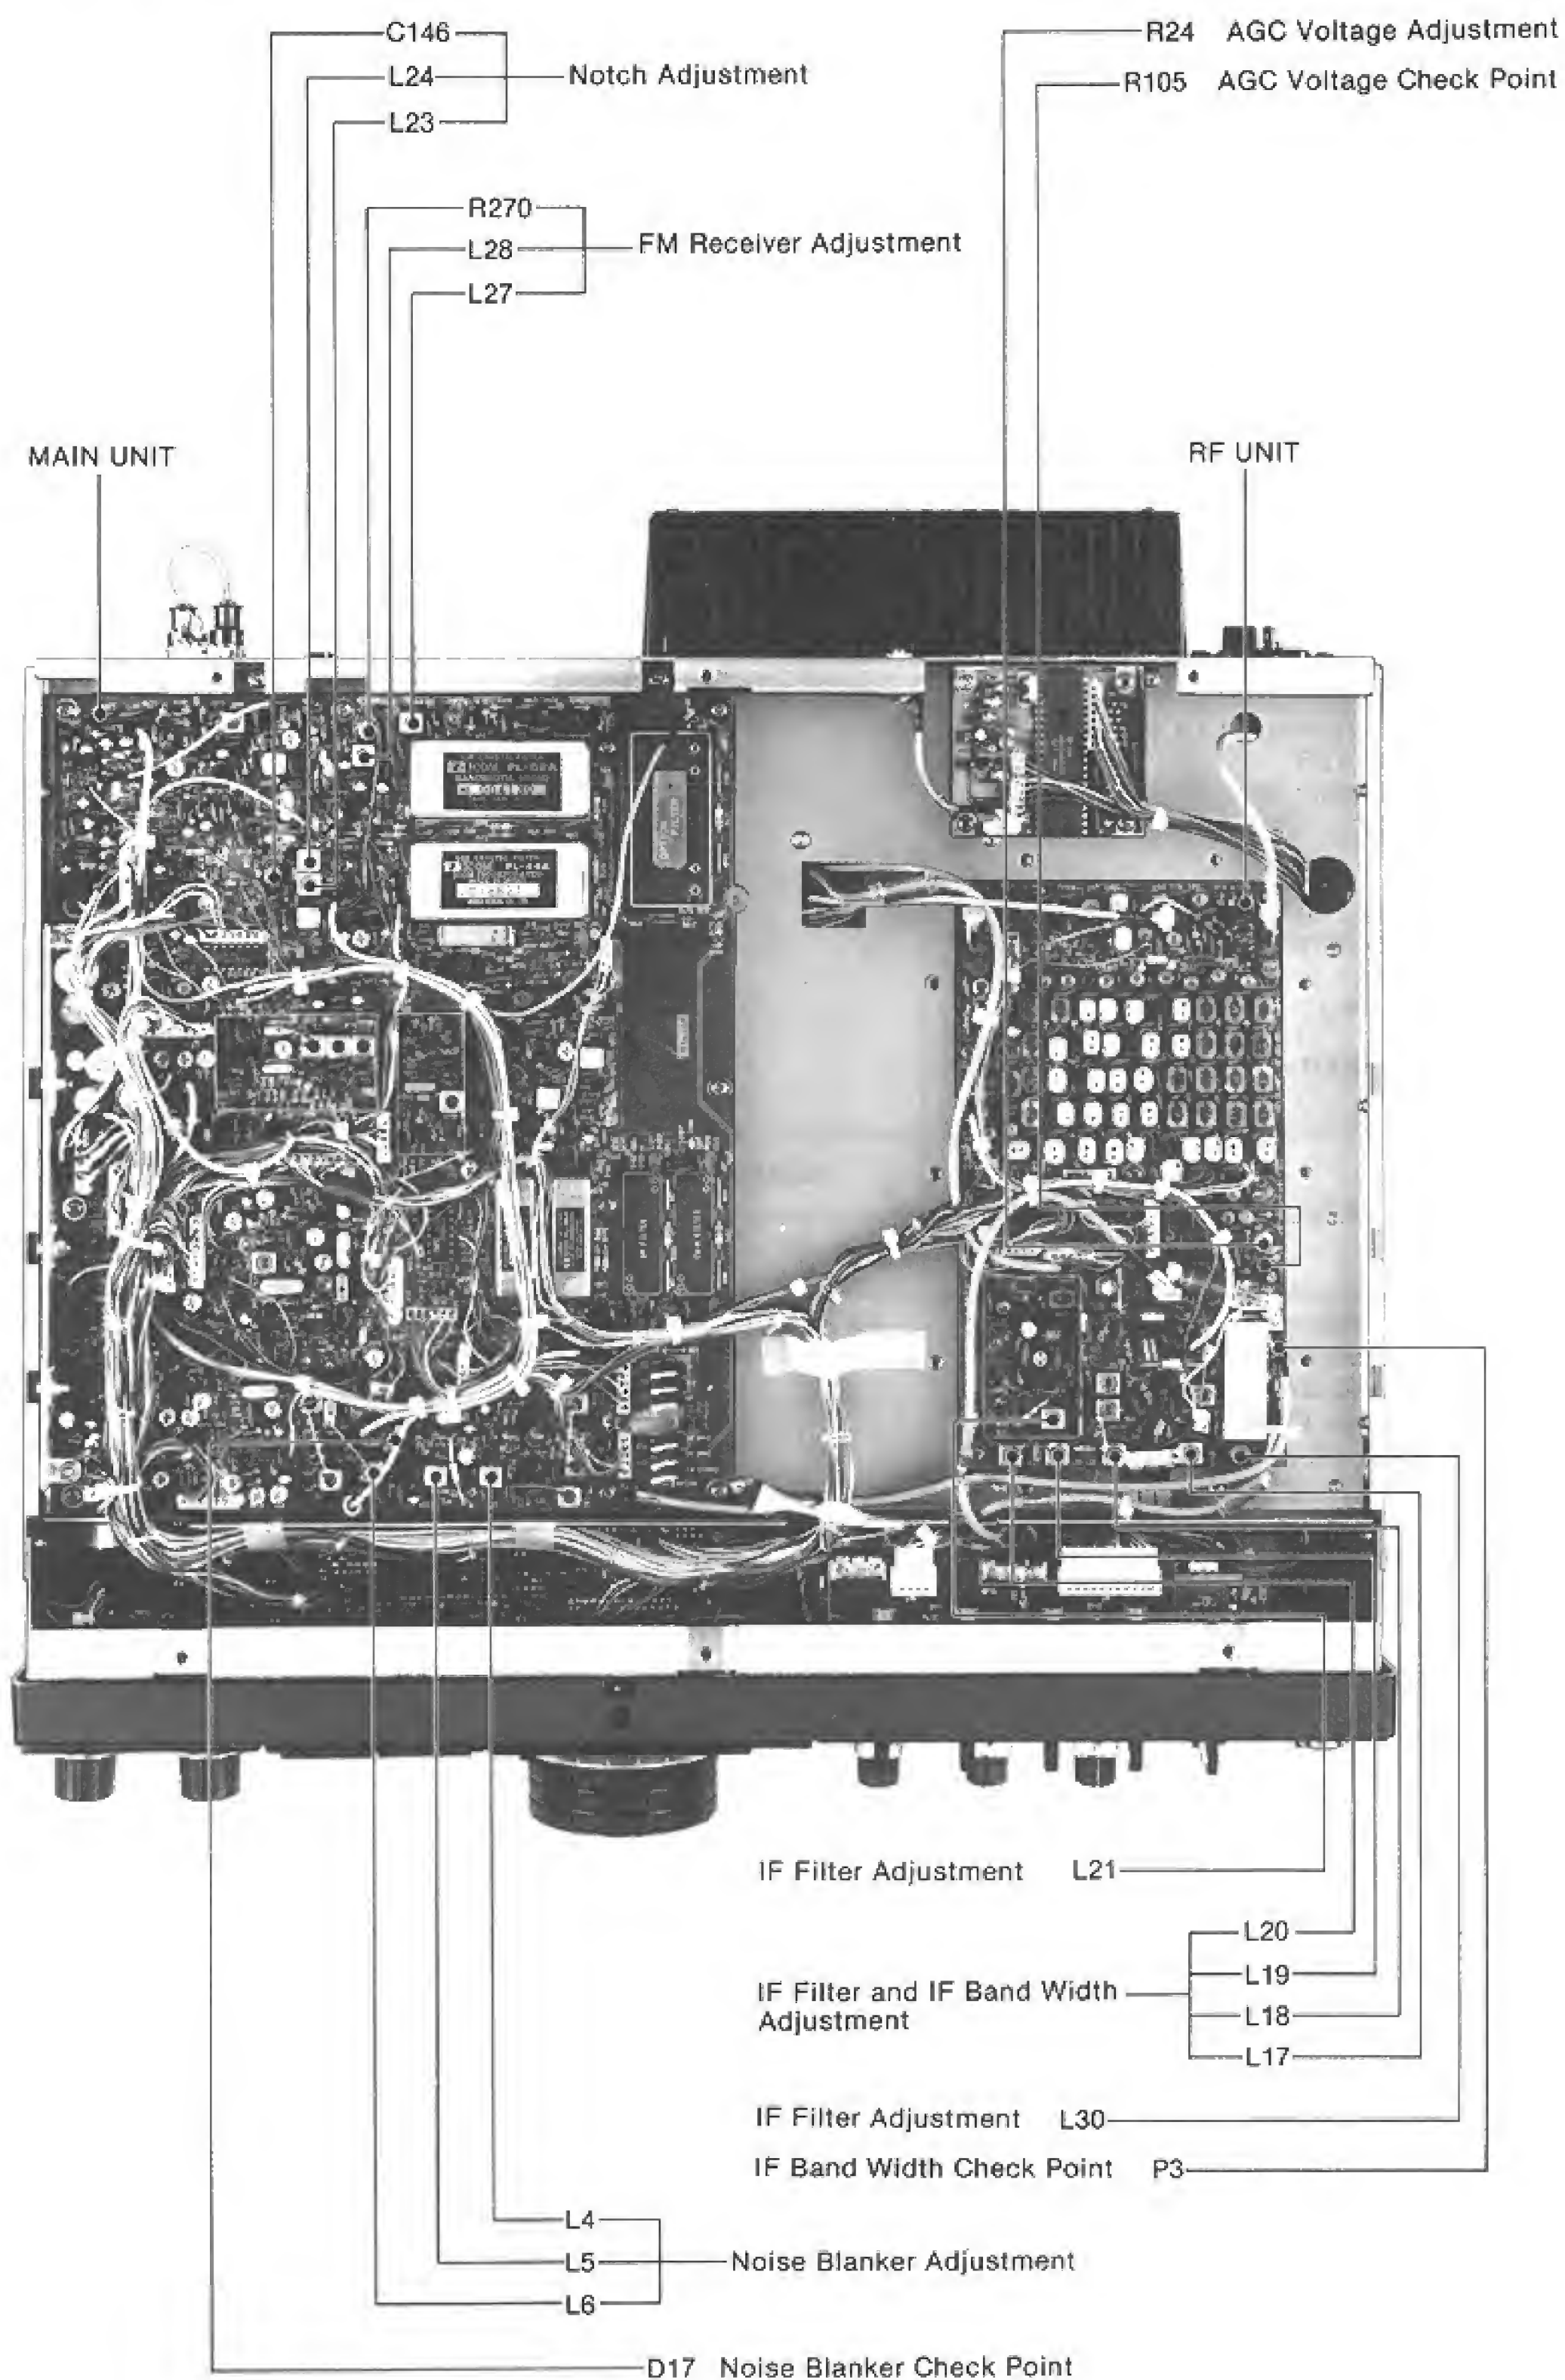 C146
L24
Notch Adjustment
L23
R24 AGC Voltage Adjustment
R105 AGC Voltage Check Point
R270
L28
FM Receiver Adjustment
L27
MAIN UNIT
RF UNIT
IF Filter Adjustment L21
L20
L19
IF Filter and IF Band Width
Adjustment
L18
L17
IF Filter Adjustment L30
IF Band Width Check Point P3
L4
L5
Noise Blanker Adjustment
L6
D17 Noise Blanker Check Point